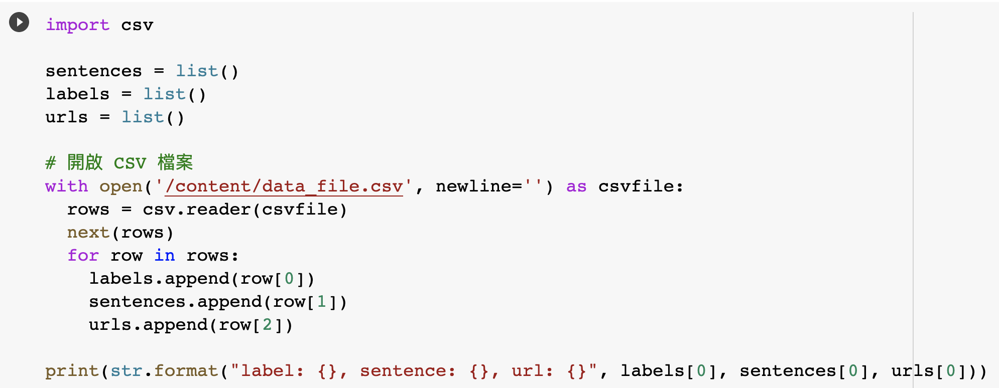 import csv

sentences = list()
labels = list()
urls = list()

# 開啟 CSV 檔案
with open('/content/data_file.csv', newline='') as csvfile:
  rows = csv.reader(csvfile)
  next(rows)
  for row in rows:
    labels.append(row[0])
    sentences.append(row[1])
    urls.append(row[2])

print(str.format("label: {}, sentence: {}, url: {}", labels[0], sentences[0], urls[0]))